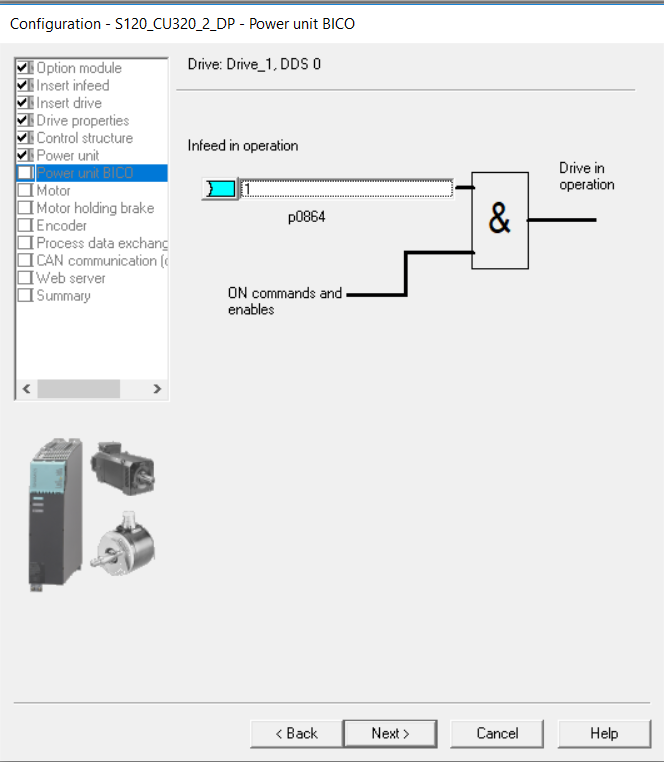 Configuration - S120_CU320_2_DP - Power unit BICO
Option module
Insert infeed
Insert drive
Drive properties
Control structure
Power unit
Power unit BICO
Motor
Motor holding brake
Encoder
Process data exchang
CAN communication (c
Web server
Summary
Drive: Drive_1, DDS 0
Infeed in operation
1
p0864
&
Drive in
operation
ON commands and
enables
< Back
Next >
Cancel
Help